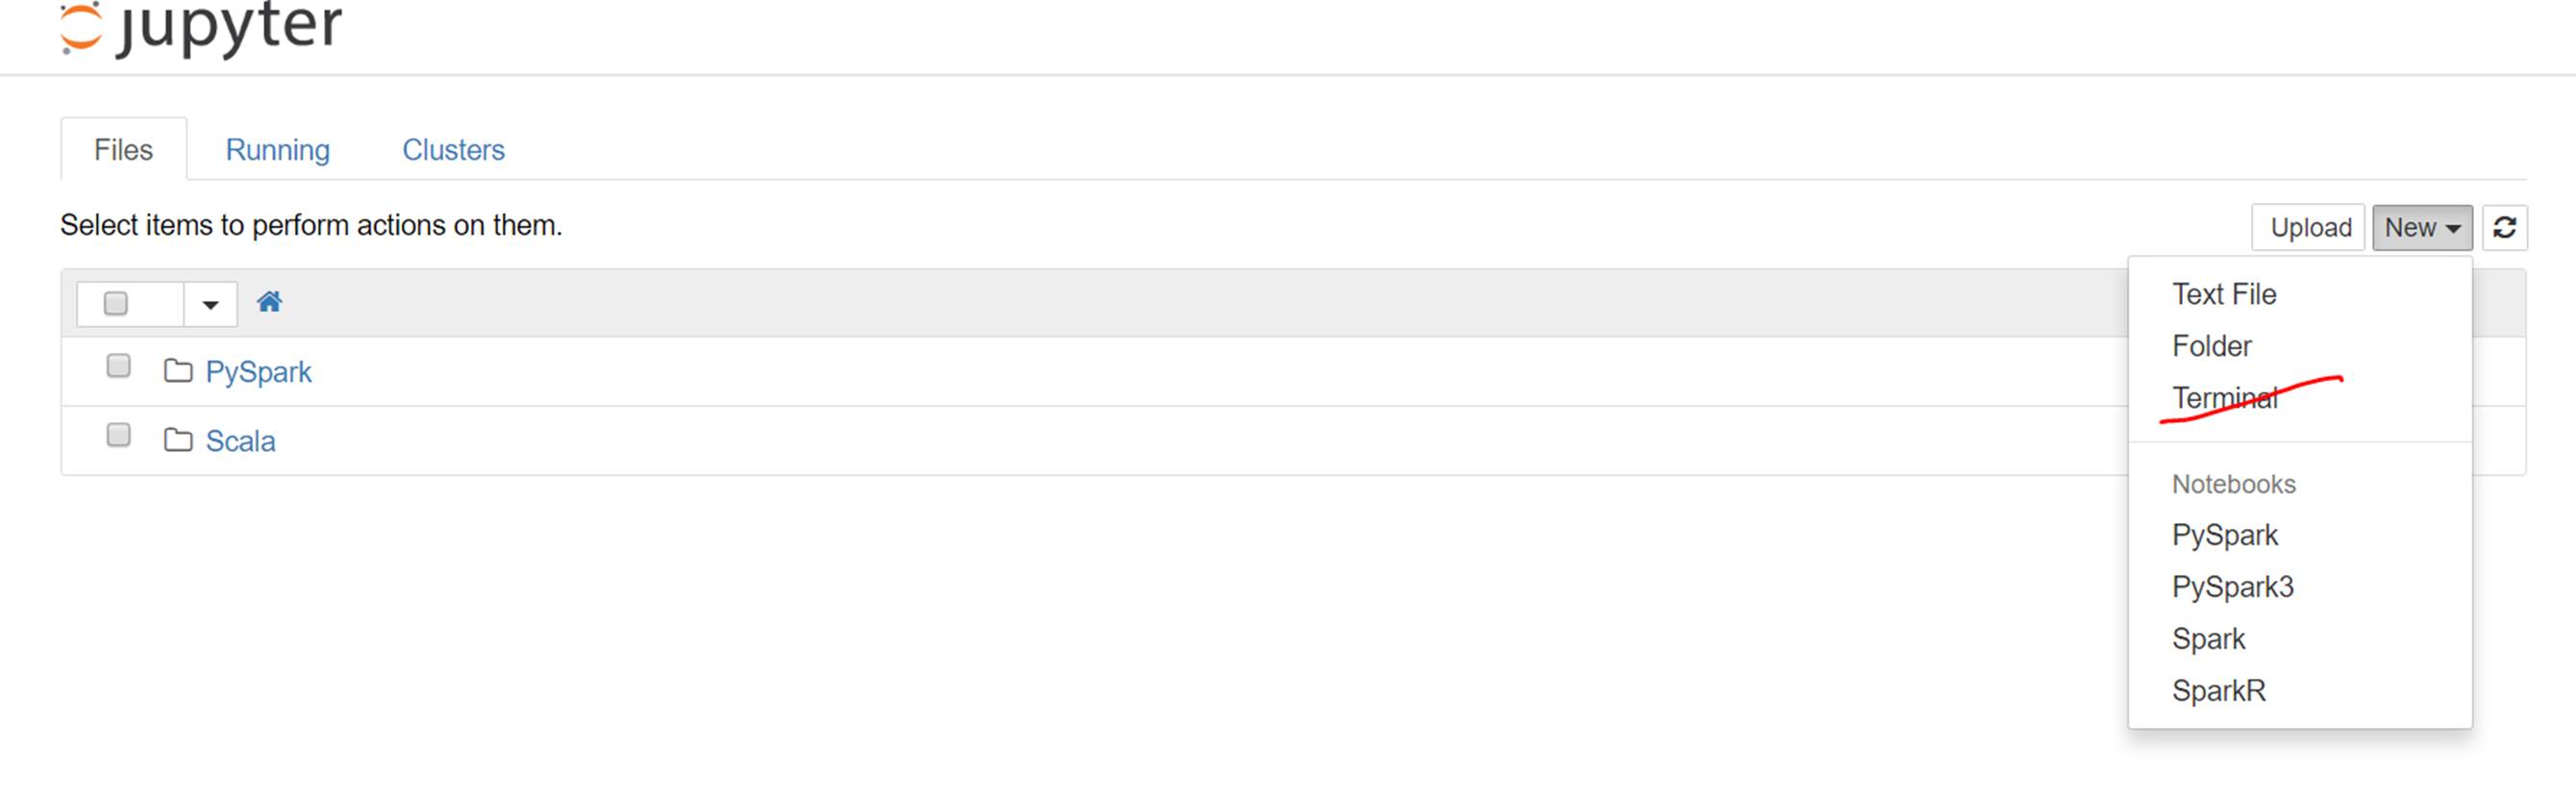 jupyter
Files Running Clusters
Select items to perform actions on them.
Upload New
Text File
Folder
Terminal
Notebooks
PySpark
PySpark3
Spark
SparkR
PySpark
Scala